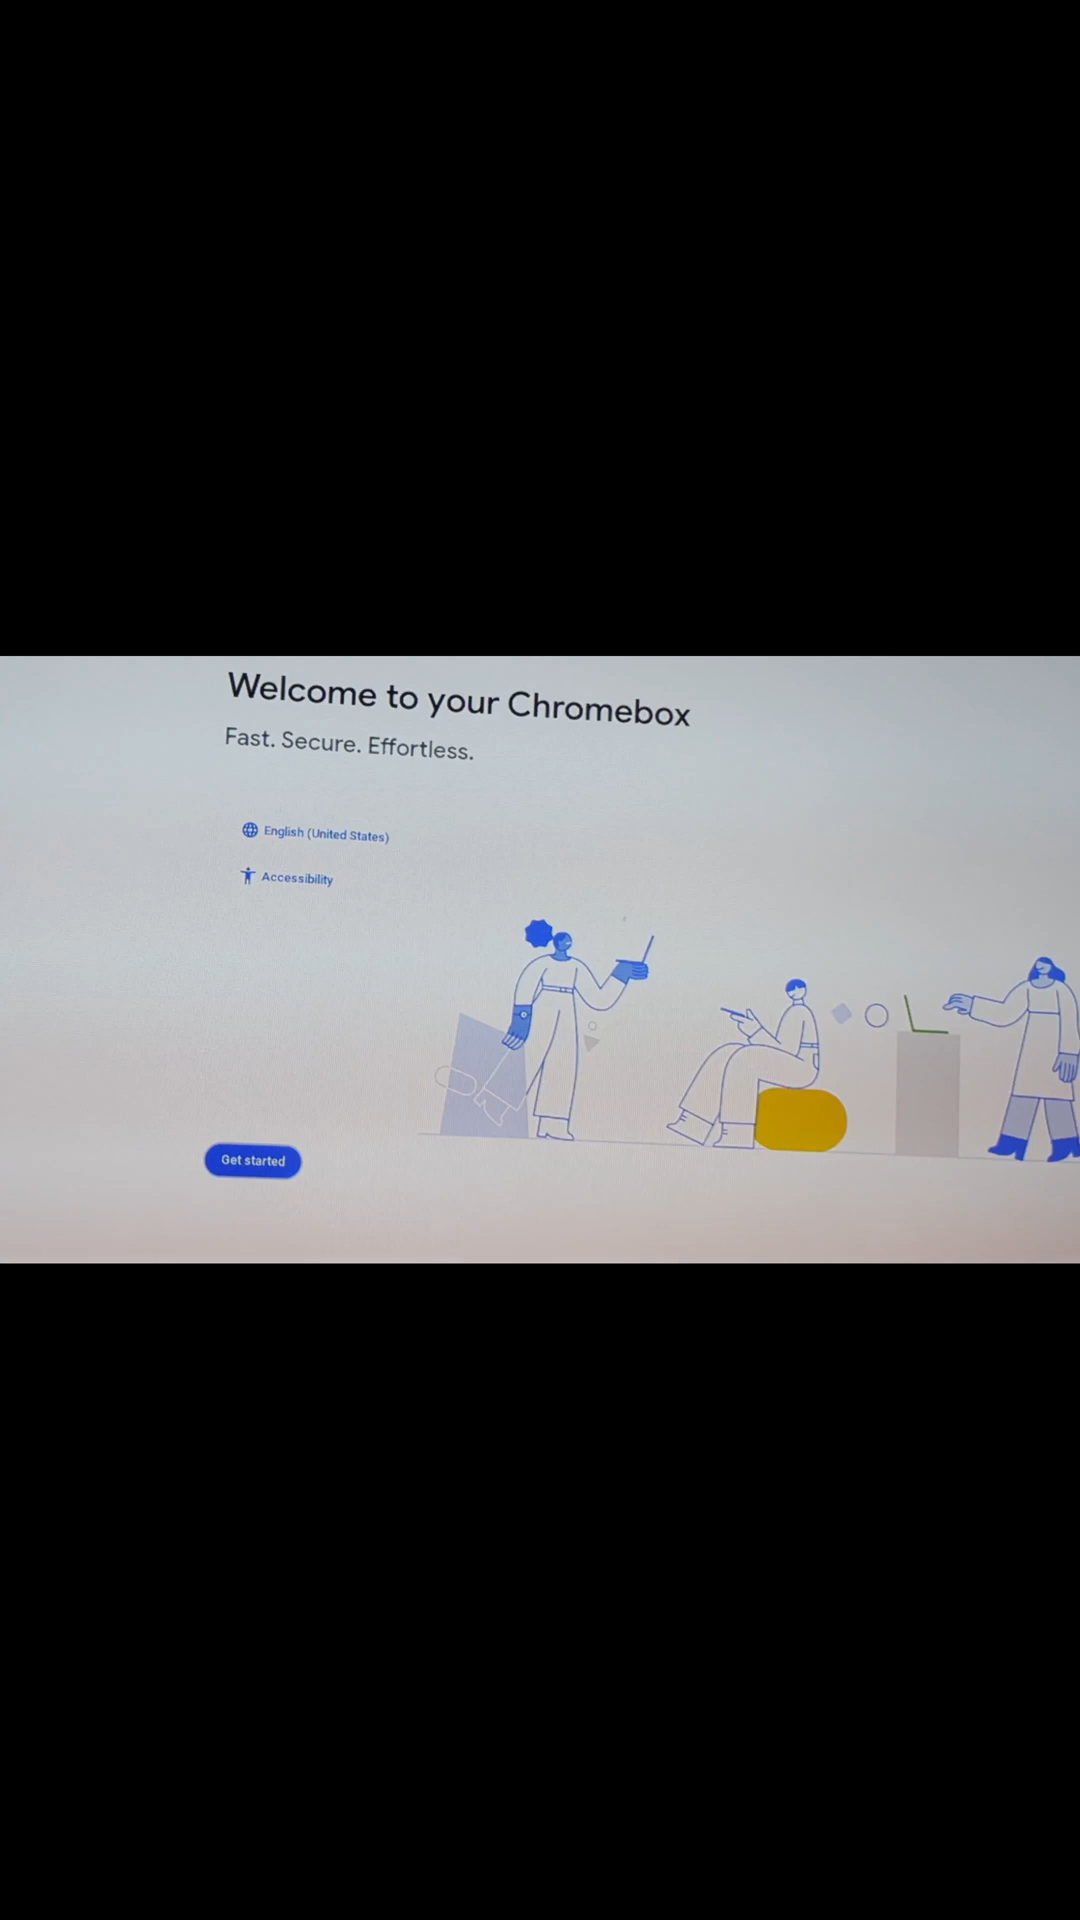 Welcome to your Chromebox
Fast. Secure. Effortless.
English (United States)
Accessibility
Get started